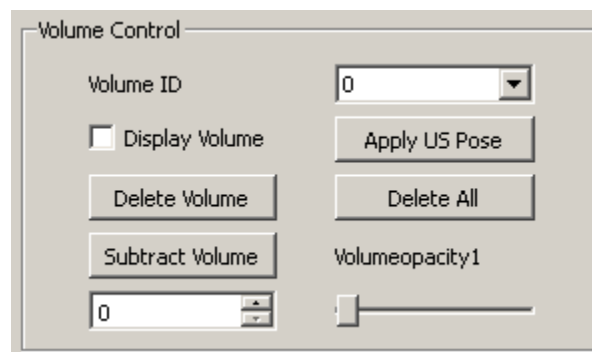 Volume Control
Volume ID
0
Display Volume
Apply US Pose
Delete Volume
Delete All
Subtract Volume
Volumeopacity1
0